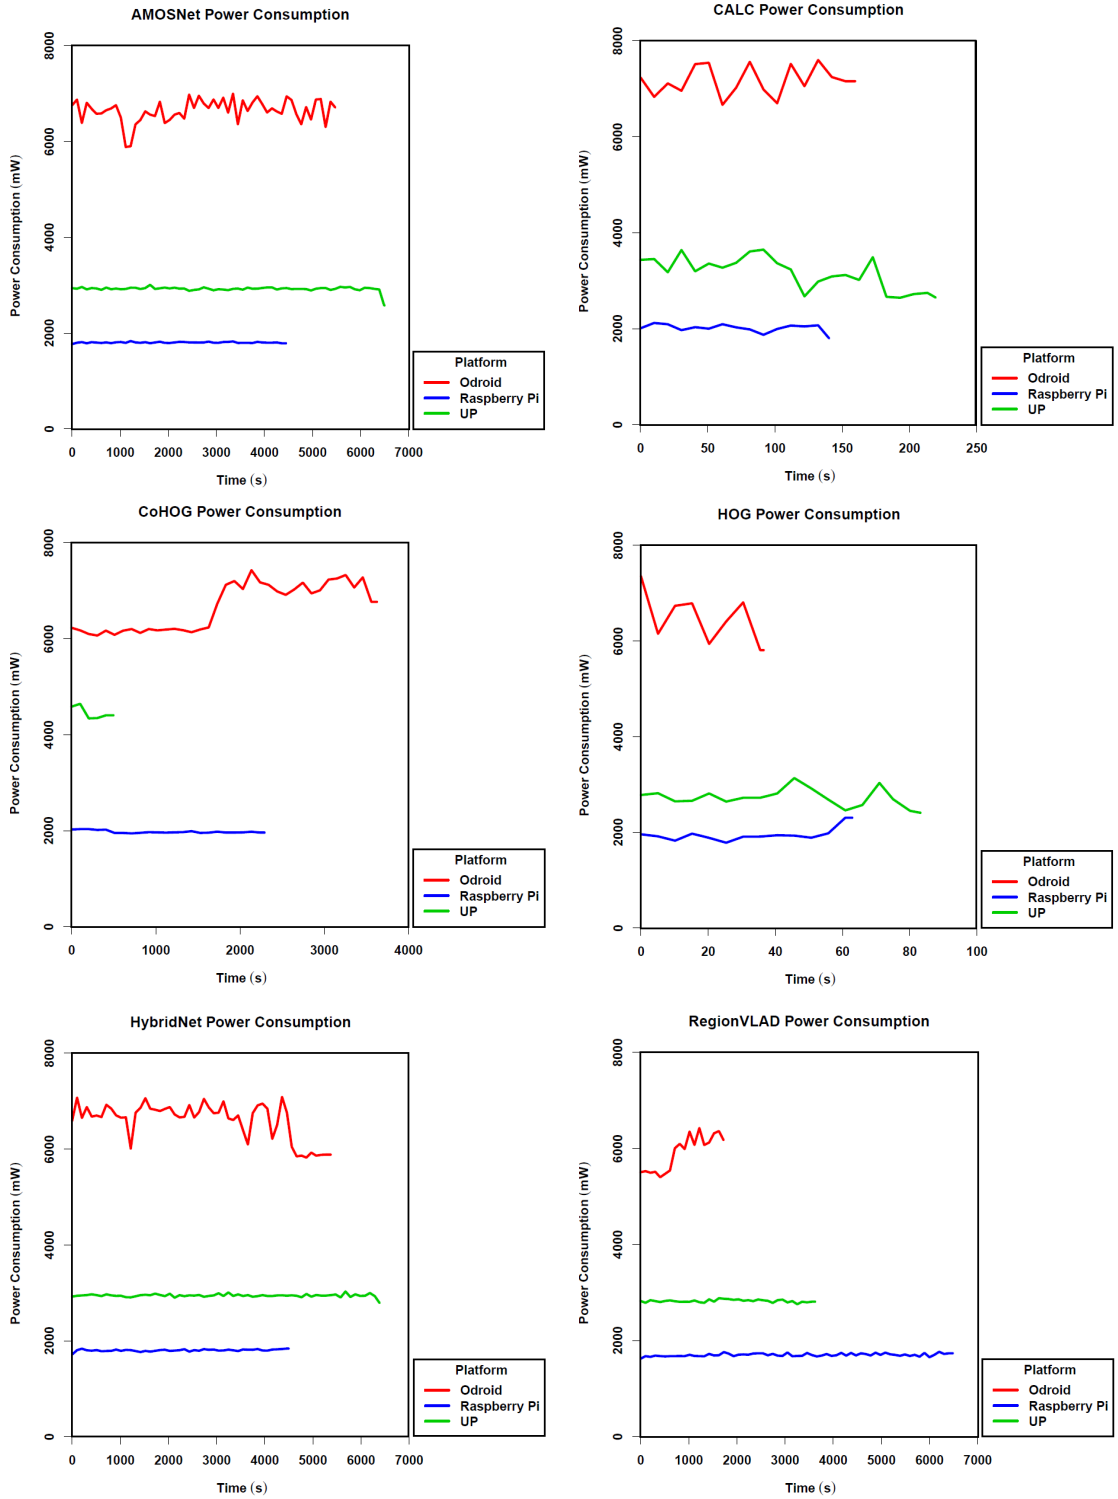 AMOSNet Power Consumption
Power Consumption (mW)
8000
6000
4000
2000
0
0 1000 2000 3000 4000 5000 6000 7000
Time (s)
Platform
Odroid
Raspberry Pi
UP
CALC Power Consumption
Power Consumption (mW)
8000
6000
4000
2000
0
0 50 100 150 200 250
Time (s)
Platform
Odroid
Raspberry Pi
UP
CoHOG Power Consumption
Power Consumption (mW)
8000
6000
4000
2000
0
0 1000 2000 3000 4000
Time (s)
Platform
Odroid
Raspberry Pi
UP
HOG Power Consumption
Power Consumption (mW)
8000
6000
4000
2000
0
0 20 40 60 80 100
Time (s)
Platform
Odroid
Raspberry Pi
UP
HybridNet Power Consumption
Power Consumption (mW)
8000
6000
4000
2000
0
0 1000 2000 3000 4000 5000 6000 7000
Time (s)
Platform
Odroid
Raspberry Pi
UP
RegionVLAD Power Consumption
Power Consumption (mW)
8000
6000
4000
2000
0
0 1000 2000 3000 4000 5000 6000 7000
Time (s)
Platform
Odroid
Raspberry Pi
UP